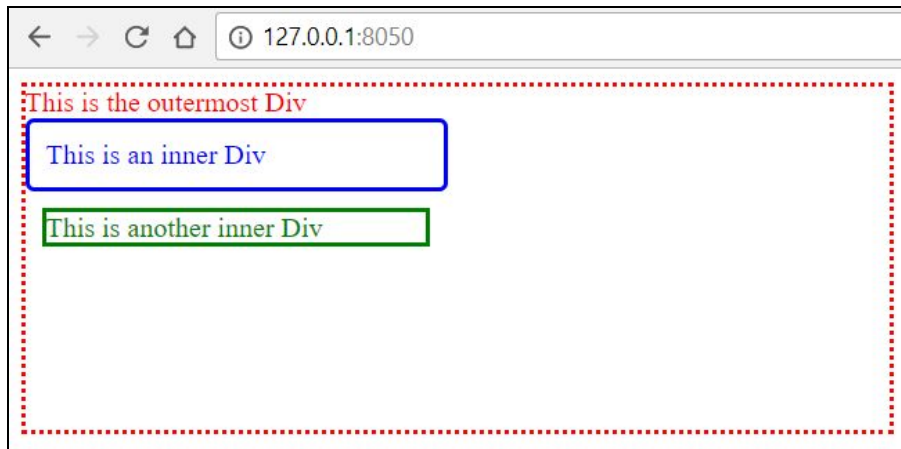 127.0.0.1:8050
This is the outermost Div
This is an inner Div
This is another inner Div